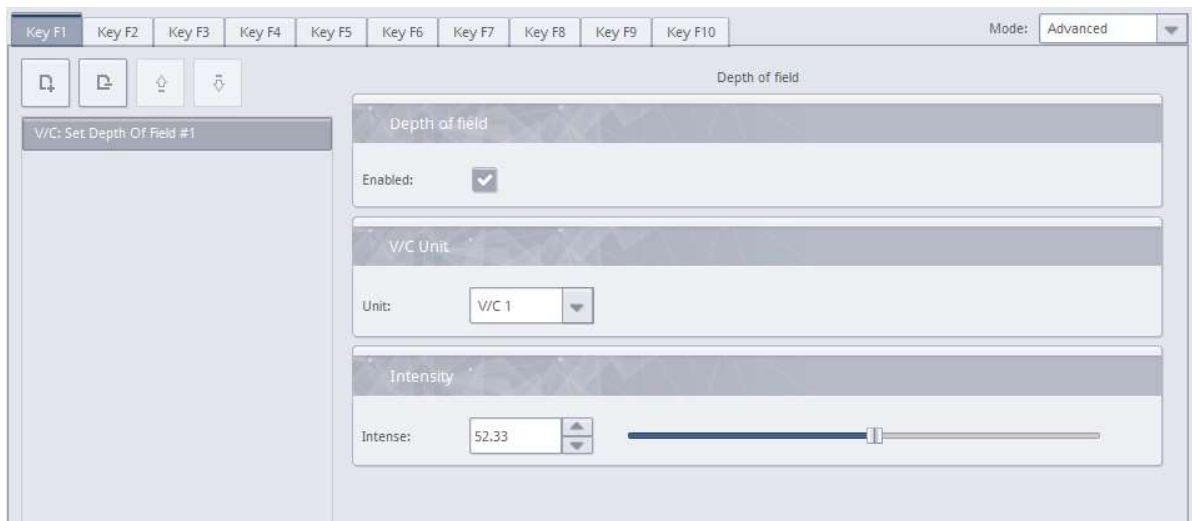 Key F1 Key F2 Key F3 Key F4 Key F5 Key F6 Key F7 Key F8 Key F9 Key F10 Mode: Advanced
Depth of field
V/C: Set Depth Of Field #1
Depth of field
Enabled:
V/C Unit
Unit: V/C 1
Intensity
Intense: 52.33